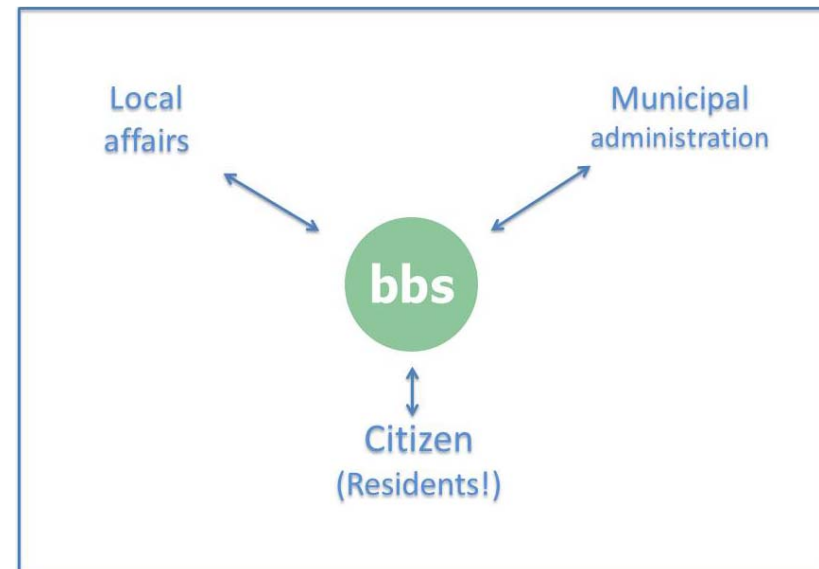 Local
affairs
Municipal
administration
bbs
Citizen
(Residents!)